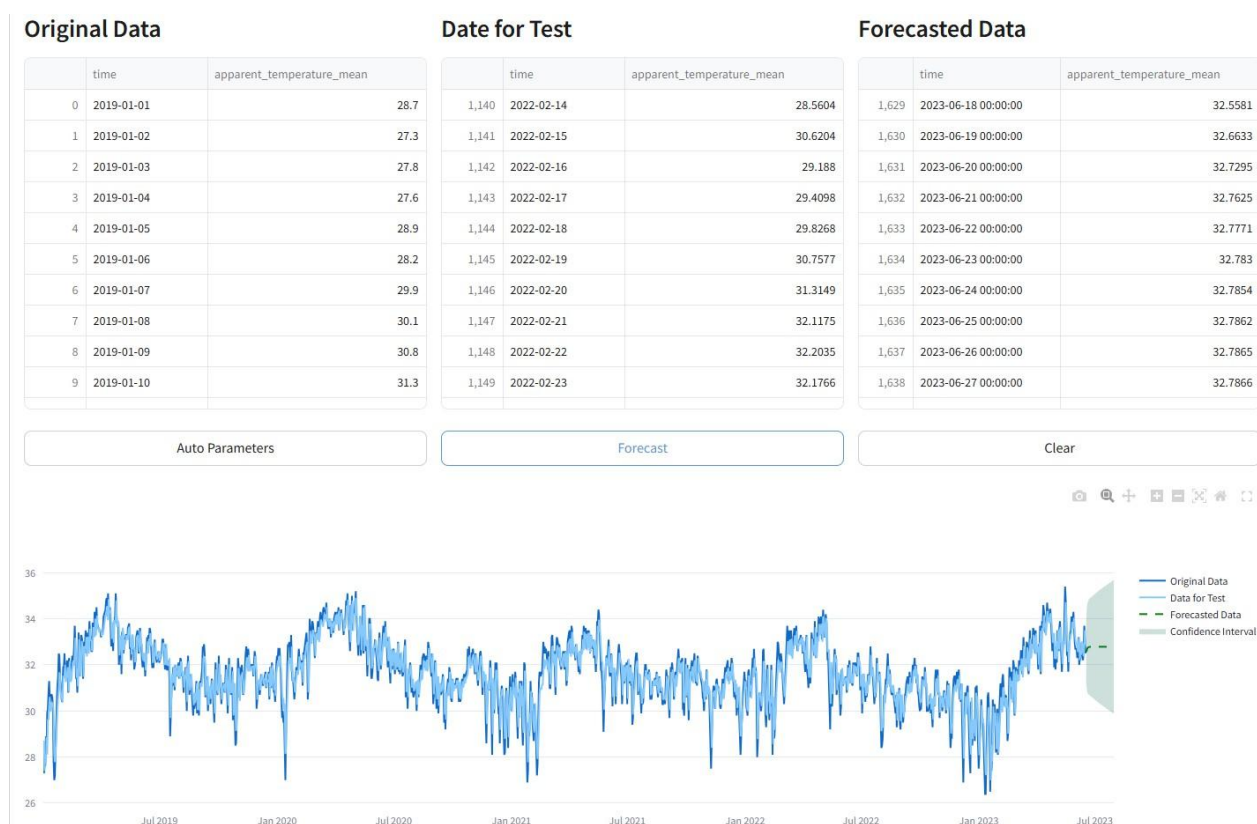 Original Data Date for Test Forecasted Data
time apparent_temperature_mean time apparent_temperature_mean time apparent_temperature_mean
0 2019-01-01 28.7 1,140 2022-02-14 28.5604 1,629 2023-06-18 00:00:00 32.5581
1 2019-01-02 27.3 1,141 2022-02-15 30.6204 1,630 2023-06-19 00:00:00 32.6633
2 2019-01-03 27.8 1,142 2022-02-16 29.188 1,631 2023-06-20 00:00:00 32.7295
3 2019-01-04 27.6 1,143 2022-02-17 29.4098 1,632 2023-06-21 00:00:00 32.7625
4 2019-01-05 28.9 1,144 2022-02-18 29.8268 1,633 2023-06-22 00:00:00 32.7771
5 2019-01-06 28.2 1,145 2022-02-19 30.7577 1,634 2023-06-23 00:00:00 32.783
6 2019-01-07 29.9 1,146 2022-02-20 31.3149 1,635 2023-06-24 00:00:00 32.7854
7 2019-01-08 30.1 1,147 2022-02-21 32.1175 1,636 2023-06-25 00:00:00 32.7862
8 2019-01-09 30.8 1,148 2022-02-22 32.2035 1,637 2023-06-26 00:00:00 32.7865
9 2019-01-10 31.3 1,149 2022-02-23 32.1766 1,638 2023-06-27 00:00:00 32.7866
Auto Parameters Forecast Clear
36
34
32
30
28
26
Jul 2019 Jan 2020 Jul 2020 Jan 2021 Jul 2021 Jan 2022 Jul 2022 Jan 2023 Jul 2023
Original Data
Data for Test
Forecasted Data
Confidence Interval